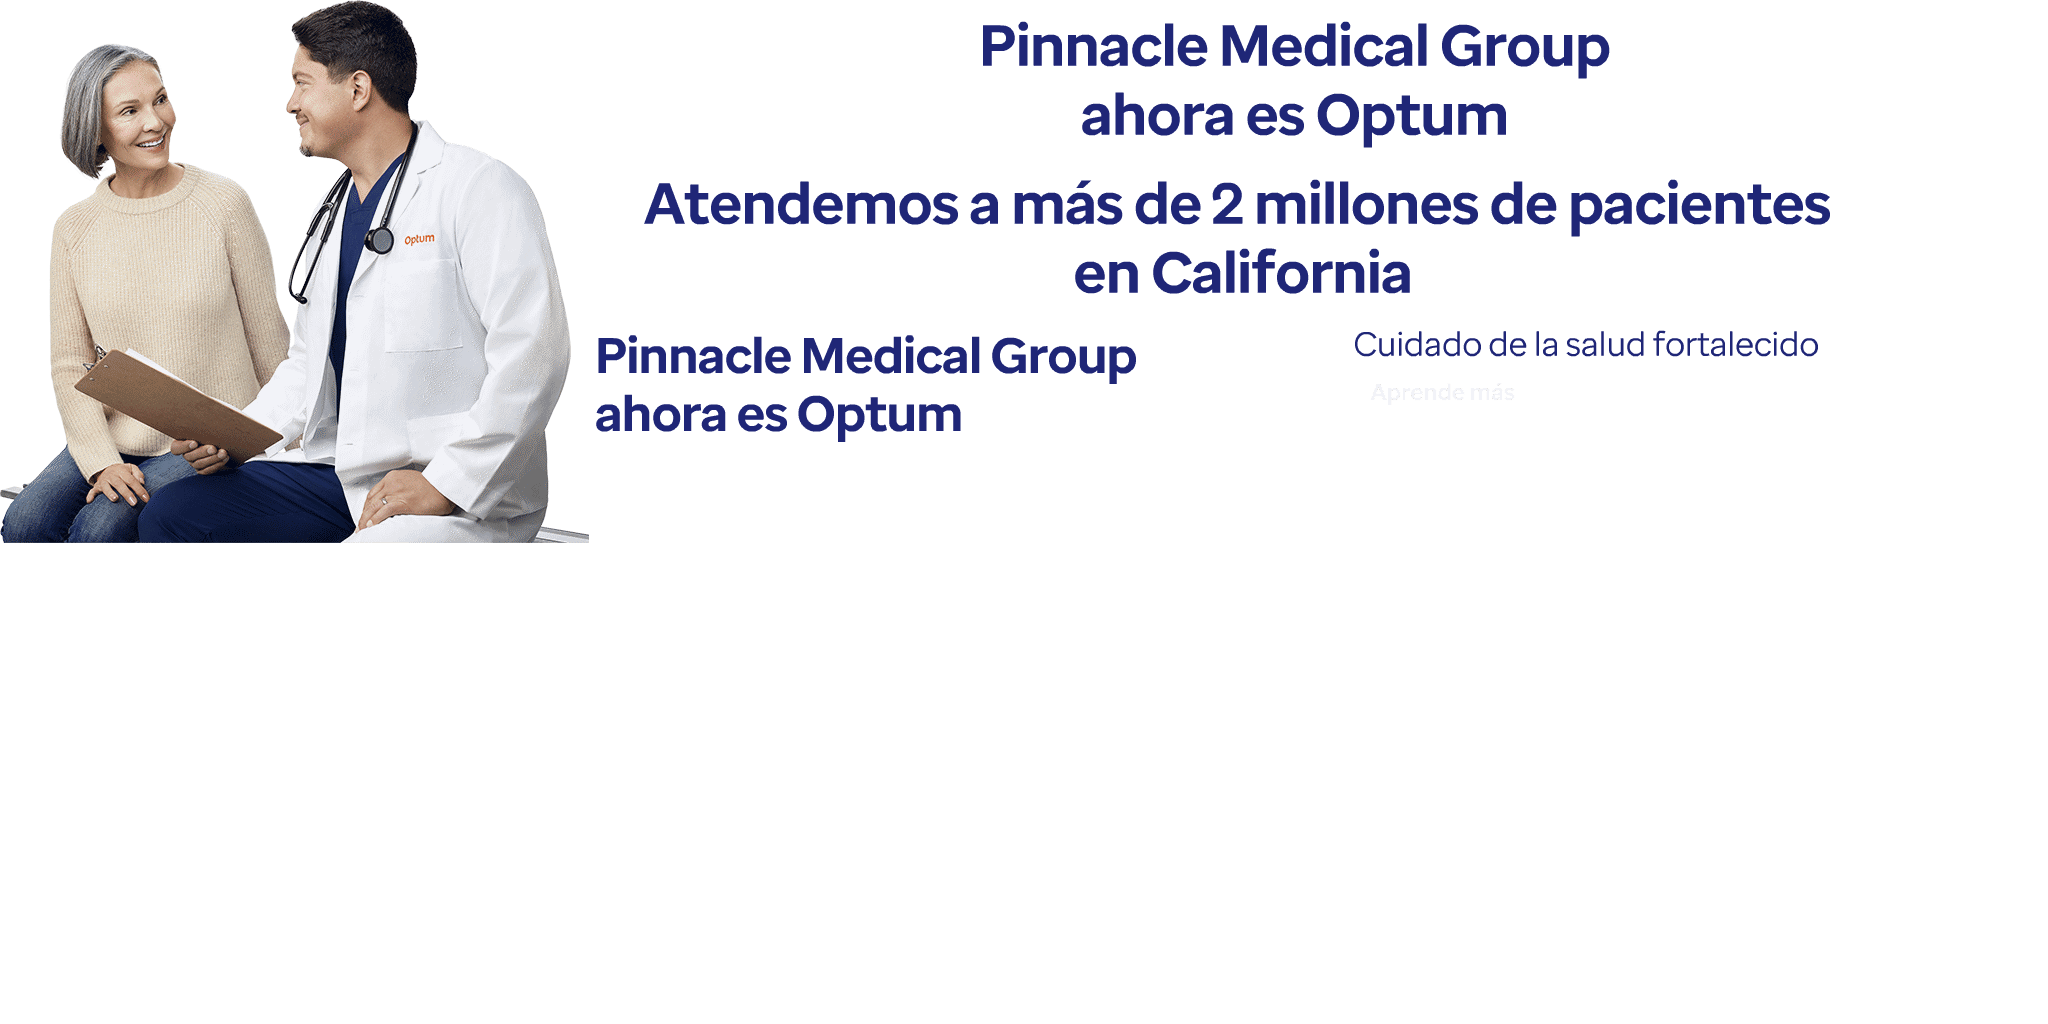 Pinnacle Medical Group
ahora es Optum
Atendemos a más de 2 millones de pacientes
en California
Optum
Pinnacle Medical Group
ahora es Optum
Cuidado de la salud fortalecido
Aprende más